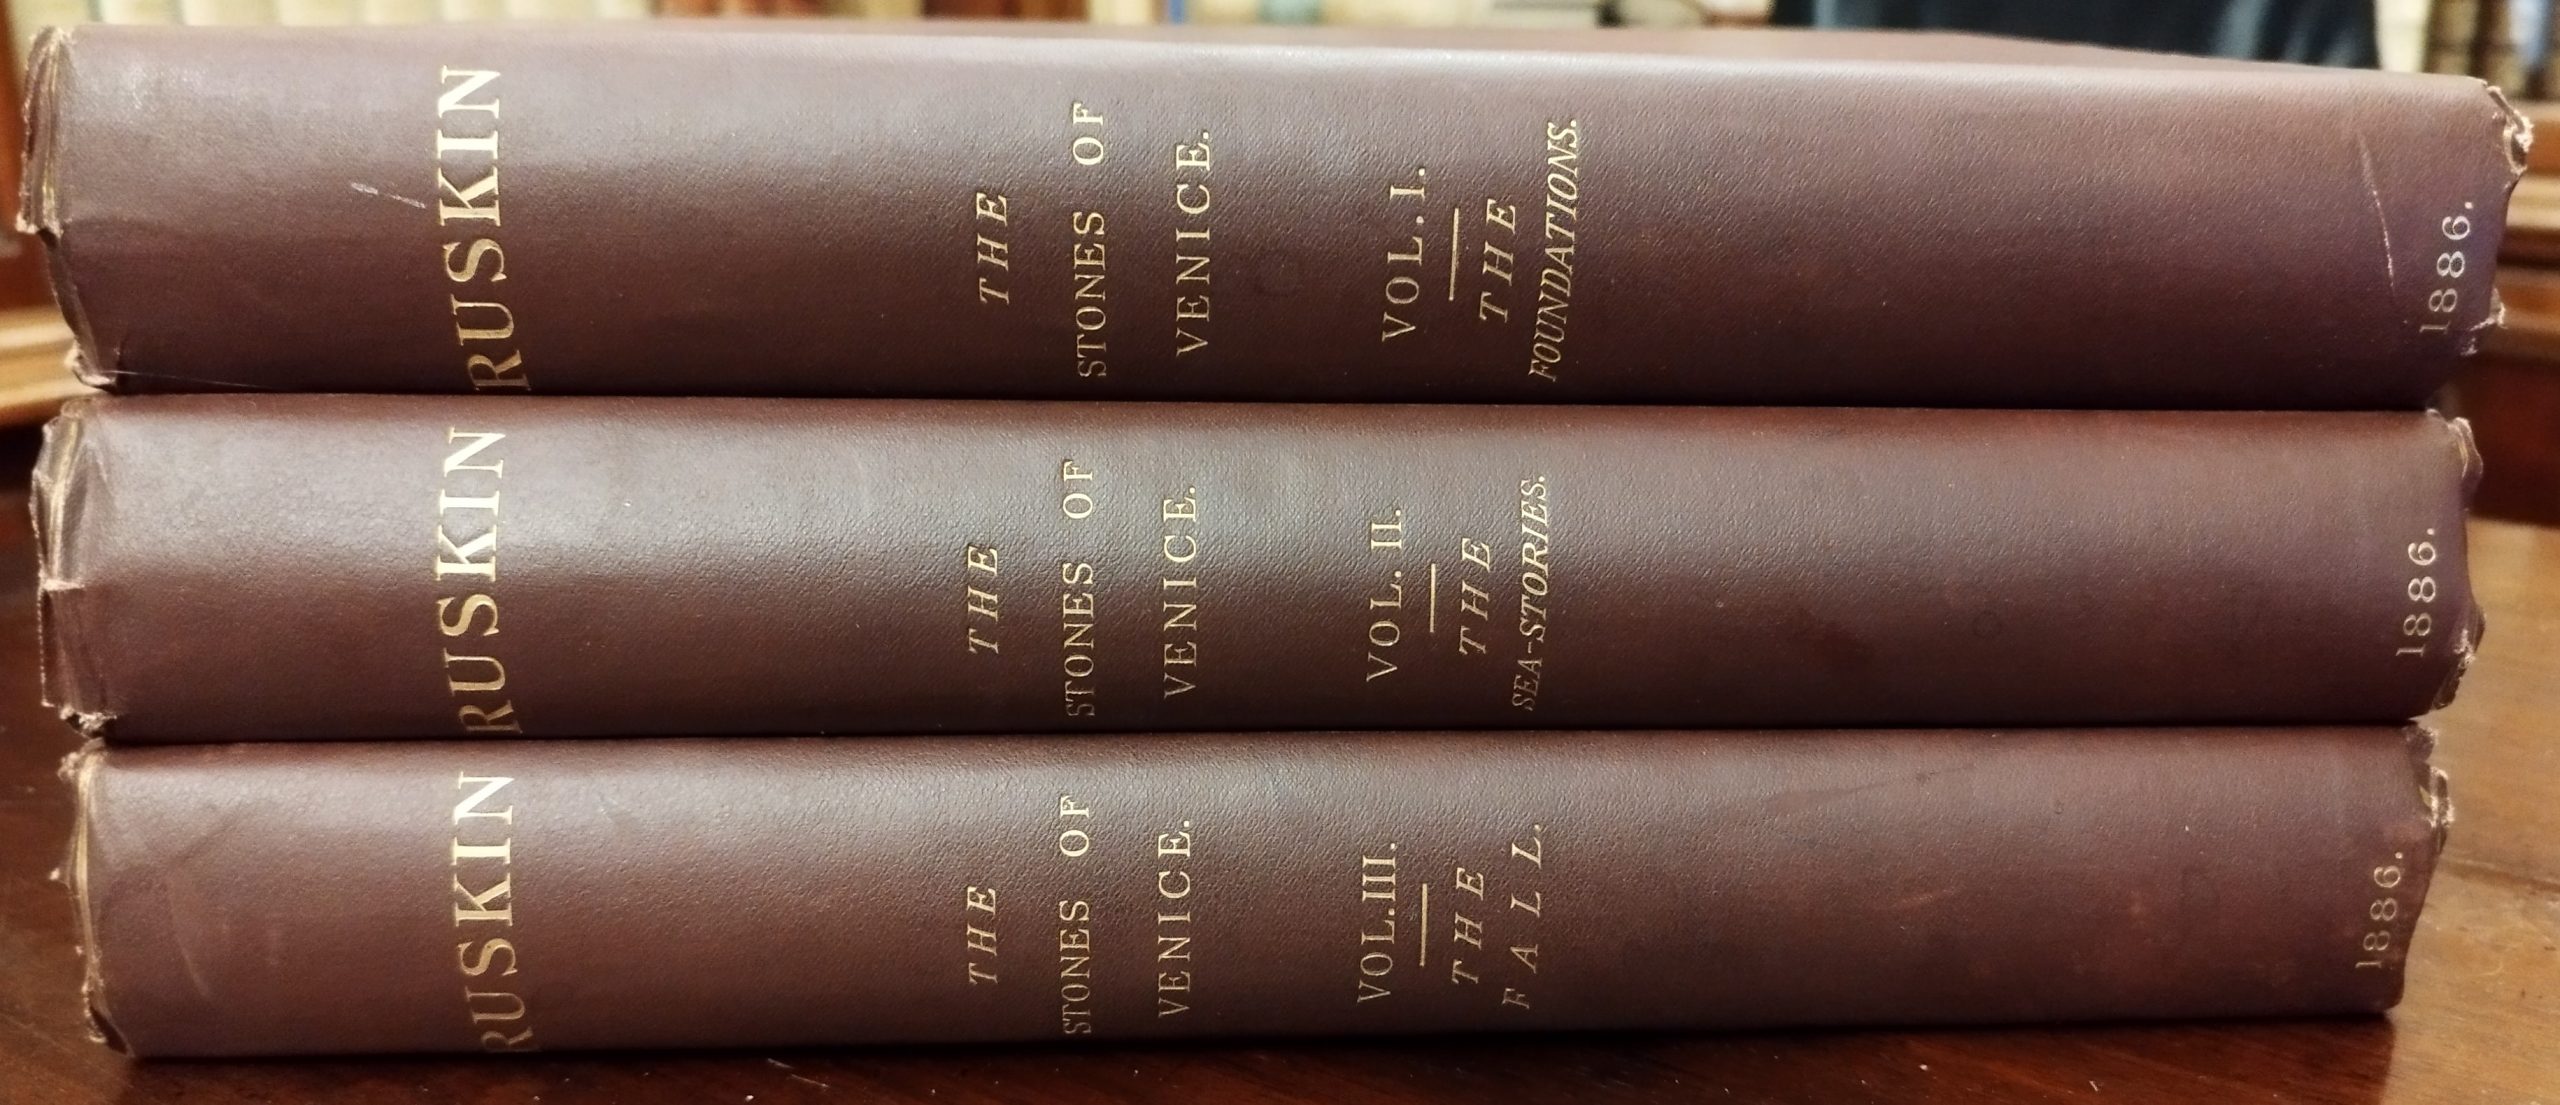 RUSKIN
THE
STONES OF
VENICE.
VOL. I.
THE
FOUNDATIONS.
1886.
RUSKIN
THE
STONES OF
VENICE.
VOL. II.
THE
SEA-STORIES.
1886.
RUSKIN
THE
STONES OF
VENICE.
VOL. III.
THE
FALL.
1886.